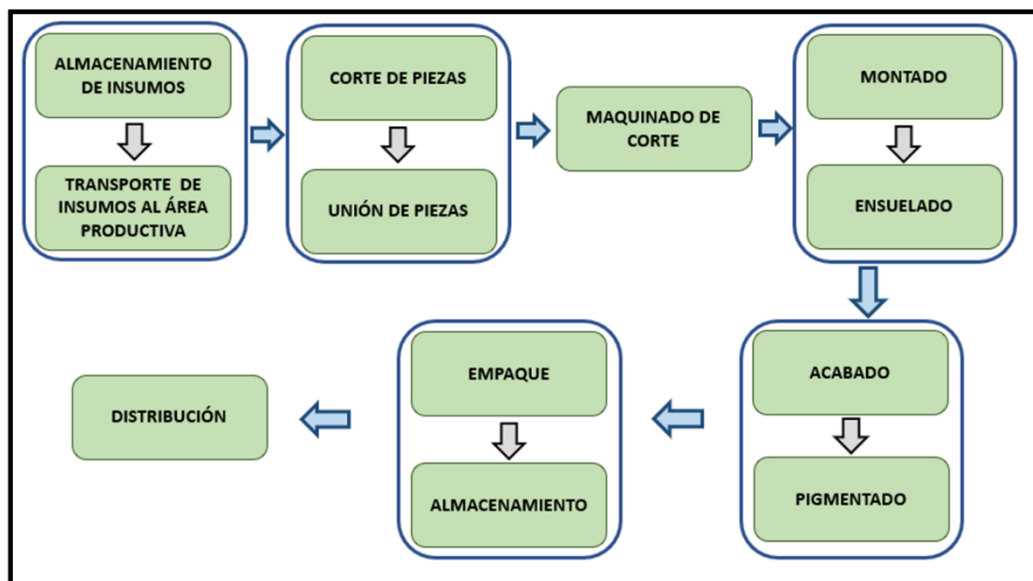 ALMACENAMIENTO
DE INSUMOS
TRANSPORTE DE
INSUMOS AL ÁREA
PRODUCTIVA
CORTE DE PIEZAS
UNIÓN DE PIEZAS
MAQUINADO DE
CORTE
MONTADO
ENSUELADO
ACABADO
PIGMENTADO
EMPAQUE
ALMACENAMIENTO
DISTRIBUCIÓN